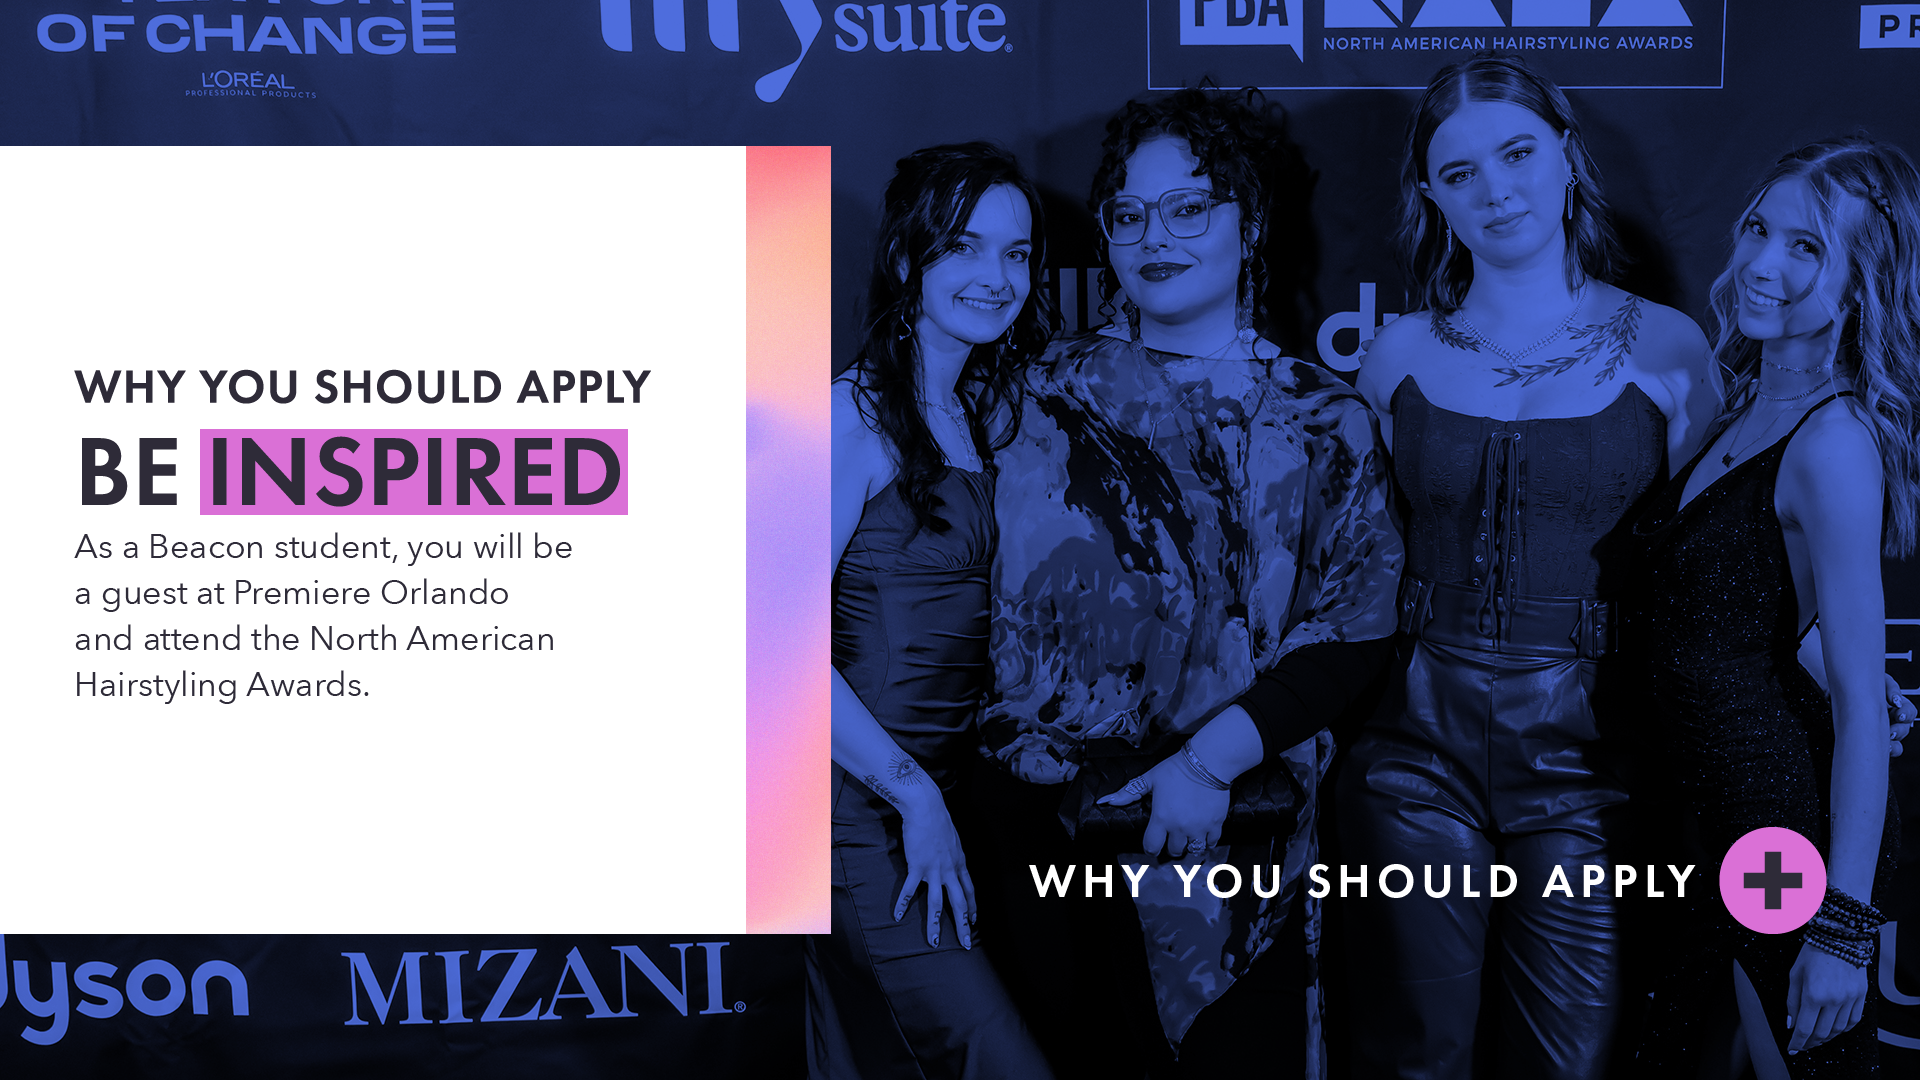 OF CHANGE
L'ORÉAL
PROFESSIONAL PRODUCTS
suite®
PBA
NORTH AMERICAN HAIRSTYLING AWARDS
WHY YOU SHOULD APPLY
BE INSPIRED
As a Beacon student, you will be
a guest at Premiere Orlando
and attend the North American
Hairstyling Awards.
WHY YOU SHOULD APPLY
dyson
MIZANI®